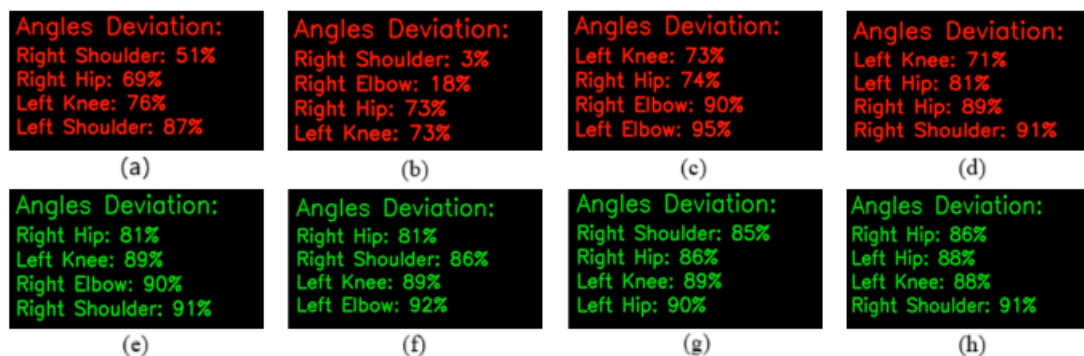 Angles Deviation:
Right Shoulder: 51%
Right Hip: 69%
Left Knee: 76%
Left Shoulder: 87%
(a)
Angles Deviation:
Right Shoulder: 3%
Right Elbow: 18%
Right Hip: 73%
Left Knee: 73%
(b)
Angles Deviation:
Left Knee: 73%
Right Hip: 74%
Right Elbow: 90%
Left Elbow: 95%
(c)
Angles Deviation:
Left Knee: 71%
Left Hip: 81%
Right Hip: 89%
Right Shoulder: 91%
(d)
Angles Deviation:
Right Hip: 81%
Left Knee: 89%
Right Elbow: 90%
Right Shoulder: 91%
(e)
Angles Deviation:
Right Hip: 81%
Right Shoulder: 86%
Left Knee: 89%
Left Elbow: 92%
(f)
Angles Deviation:
Right Shoulder: 85%
Right Hip: 86%
Left Knee: 89%
Left Hip: 90%
(g)
Angles Deviation:
Right Hip: 86%
Left Hip: 88%
Left Knee: 88%
Right Shoulder: 91%
(h)